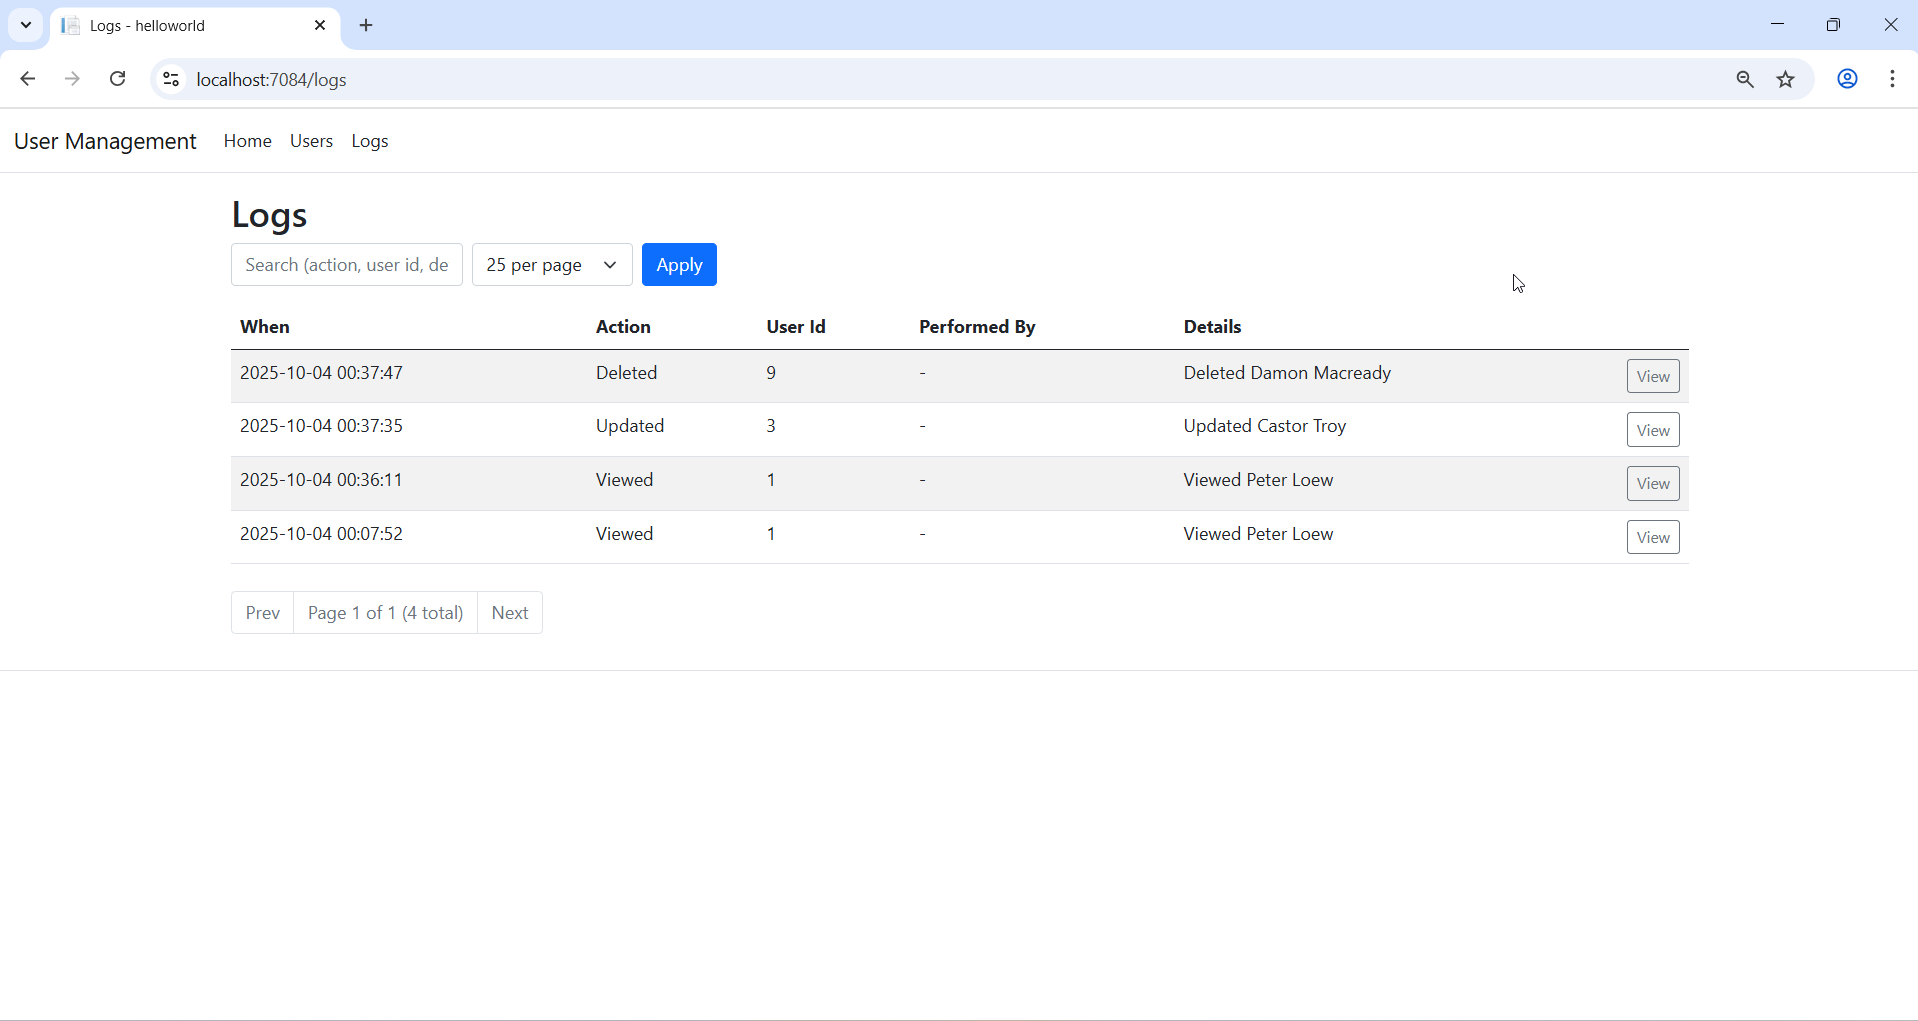 Logs - helloworld
localhost:7084/logs
User Management Home Users Logs
Logs
Search (action, user id, de 25 per page Apply
When Action User Id Performed By Details
2025-10-04 00:37:47 Deleted 9 - Deleted Damon Macready View
2025-10-04 00:37:35 Updated 3 - Updated Castor Troy View
2025-10-04 00:36:11 Viewed 1 - Viewed Peter Loew View
2025-10-04 00:07:52 Viewed 1 - Viewed Peter Loew View
Prev Page 1 of 1 (4 total) Next